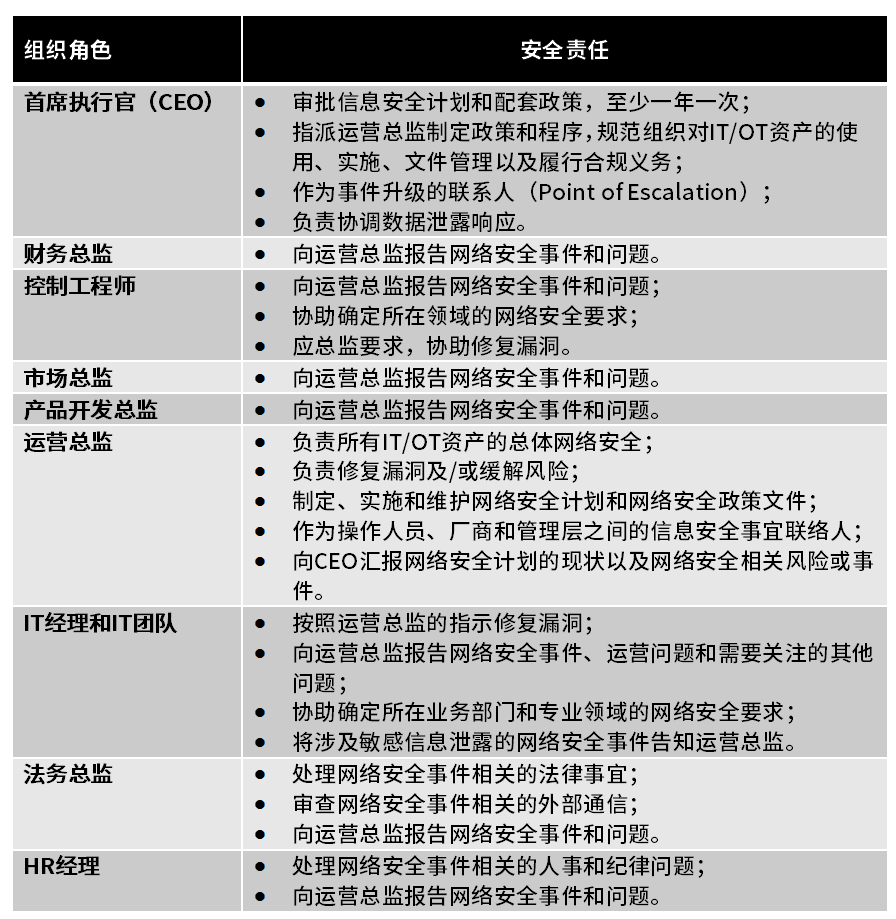 组织角色 安全责任
首席执行官（CEO） ● 审批信息安全计划和配套政策，至少一年一次；
● 指派运营总监制定政策和程序，规范组织对IT/OT资产的使
用、实施、文件管理以及履行合规义务；
● 作为事件升级的联系人（Point of Escalation）；
● 负责协调数据泄露响应。
财务总监 ● 向运营总监报告网络安全事件和问题。
控制工程师 ● 向运营总监报告网络安全事件和问题；
● 协助确定所在领域的网络安全要求；
● 应总监要求，协助修复漏洞。
市场总监 ● 向运营总监报告网络安全事件和问题。
产品开发总监 ● 向运营总监报告网络安全事件和问题。
运营总监 ● 负责所有IT/OT资产的总体网络安全；
● 负责修复漏洞及/或缓解风险；
● 制定、实施和维护网络安全计划和网络安全政策文件；
● 作为操作人员、厂商和管理层之间的信息安全事宜联络人；
● 向CEO汇报网络安全计划的现状以及网络安全相关风险或事
件。
IT经理和IT团队 ● 按照运营总监的指示修复漏洞；
● 向运营总监报告网络安全事件、运营问题和需要关注的其他
问题；
● 协助确定所在业务部门和专业领域的网络安全要求；
● 将涉及敏感信息泄露的网络安全事件告知运营总监。
法务总监 ● 处理网络安全事件相关的法律事宜；
● 审查网络安全事件相关的外部通信；
● 向运营总监报告网络安全事件和问题。
HR经理 ● 处理网络安全事件相关的人事和纪律问题；
● 向运营总监报告网络安全事件和问题。